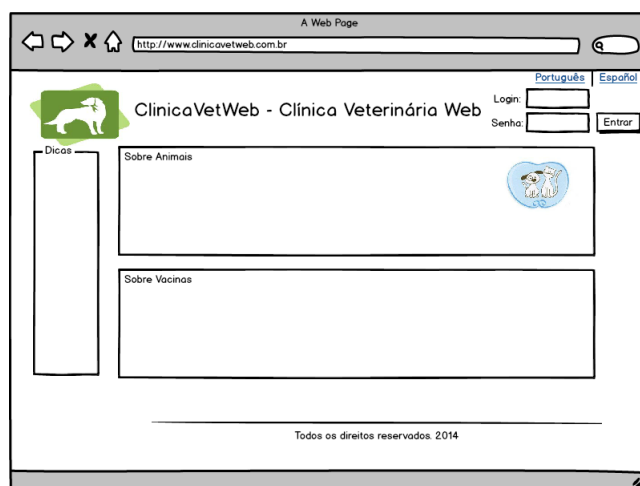 A Web Page
http://www.clinicavetweb.com.br
Português Español
ClinicaVetWeb - Clínica Veterinária Web
Login:
Senha:
Entrar
Dicas
Sobre Animais
Sobre Vacinas
Todos os direitos reservados. 2014